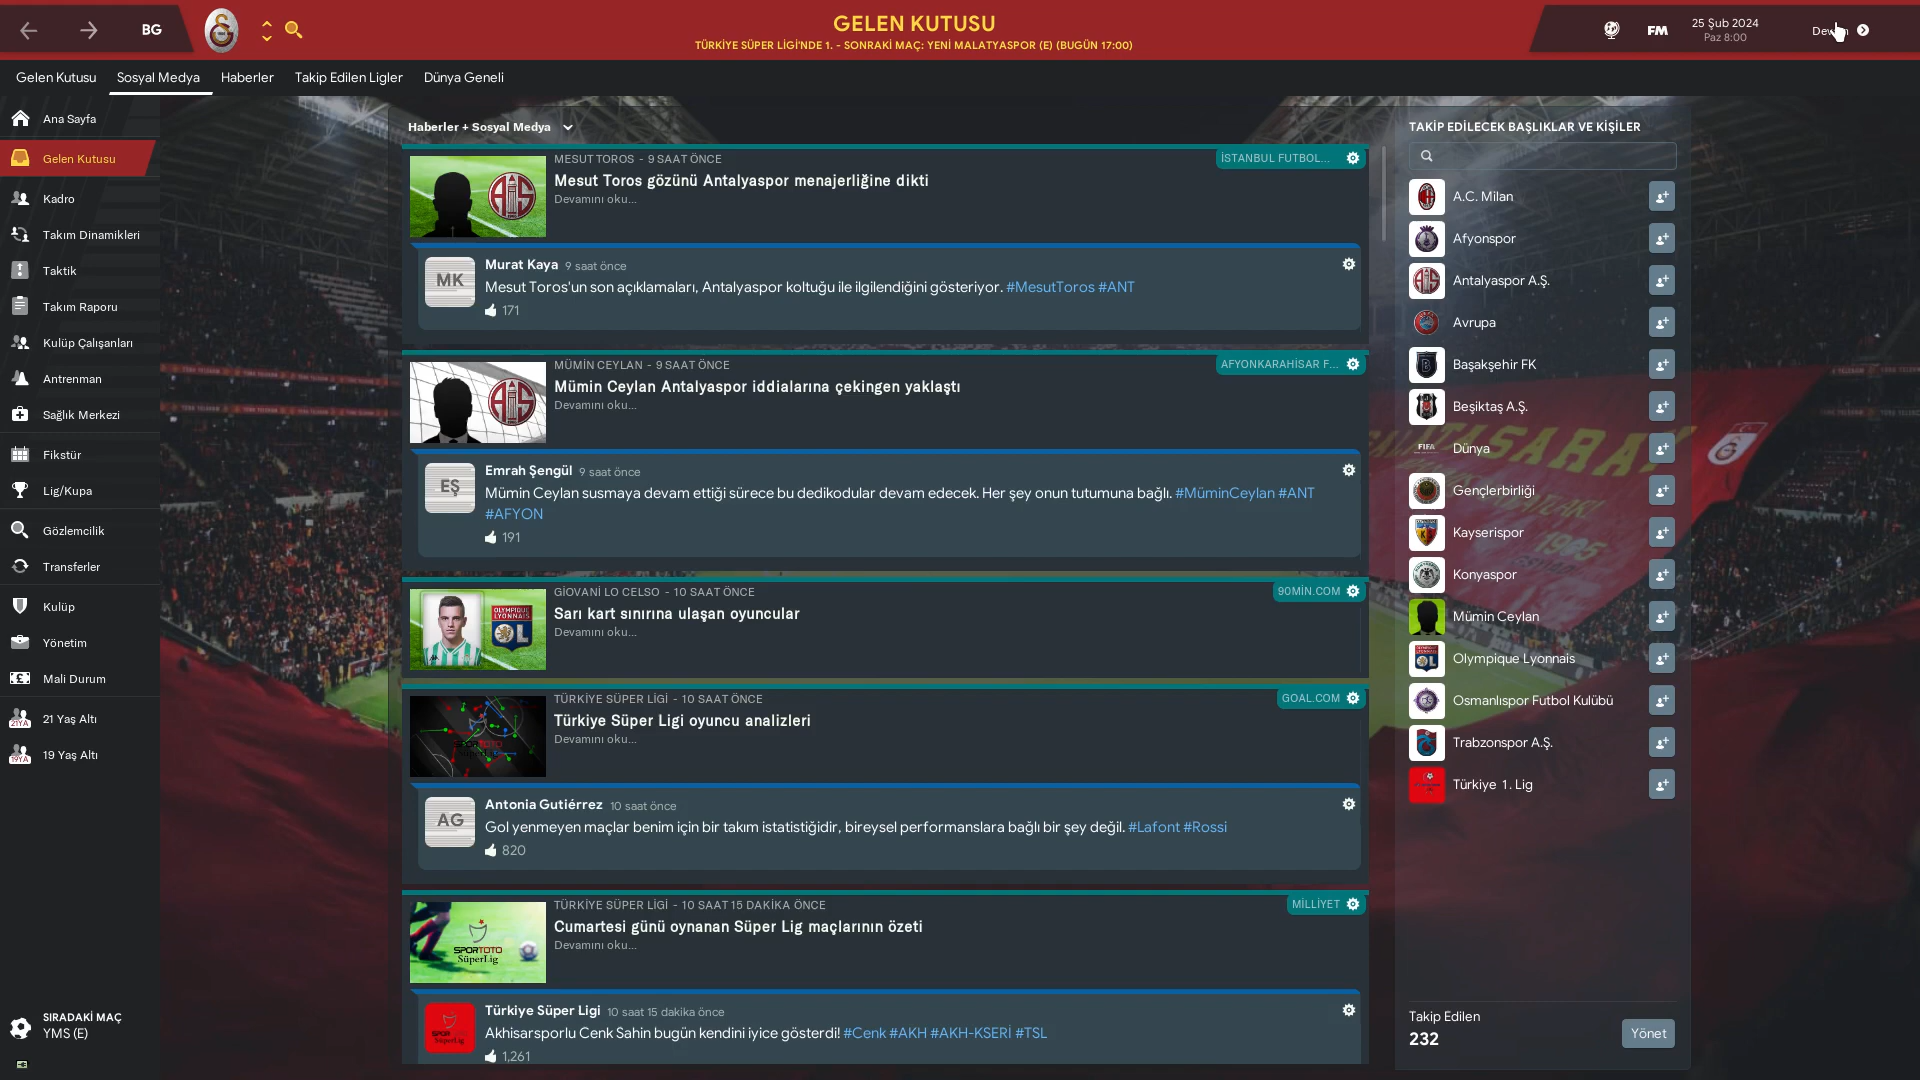 BG
GELEN KUTUSU
TÜRKİYE SÜPER LİGİ'NDE 1. - SONRAKİ MAÇ: YENİ MALATYASPOR (E) (BUGÜN 17:00)
FM
25 Şub 2024
Paz 8:00
Gelen Kutusu
Sosyal Medya
Haberler
Takip Edilen Ligler
Dünya Geneli
Ana Sayfa
Gelen Kutusu
Kadro
Takım Dinamikleri
Taktik
Takım Raporu
Kulüp Çalışanları
Antrenman
Sağlık Merkezi
Fikstür
Lig/Kupa
Gözlemcilik
Transferler
Kulüp
Yönetim
Mali Durum
21YA
21 Yaş Altı
19YA
19 Yaş Altı
SIRADAKİ MAÇ
YMS (E)
Haberler + Sosyal Medya
MESUT TOROS - 9 SAAT ÖNCE
İSTANBUL FUTBOL...
Mesut Toros gözünü Antalyaspor menajerliğine dikti
Devamını oku...
MK
Murat Kaya 9 saat önce
Mesut Toros'un son açıklamaları, Antalyaspor koltuğu ile ilgilendiğini gösteriyor. #MesutToros #ANT
171
MÜMİN CEYLAN - 9 SAAT ÖNCE
AFYONKARAHİSAR F...
Mümin Ceylan Antalyaspor iddialarına çekingen yaklaştı
Devamını oku...
EŞ
Emrah Şengül 9 saat önce
Mümin Ceylan susmaya devam ettiği sürece bu dedikodular devam edecek. Her şey onun tutumuna bağlı. #MüminCeylan #ANT
#AFYON
191
GİOVANİ LO CELSO - 10 SAAT ÖNCE
90MİN.COM
Sarı kart sınırına ulaşan oyuncular
Devamını oku...
OLYMPIQUE
LYONNAIS
OL
TÜRKİYE SÜPER LİGİ - 10 SAAT ÖNCE
GOAL.COM
Türkiye Süper Ligi oyuncu analizleri
Devamını oku...
AG
Antonia Gutiérrez 10 saat önce
Gol yenmeyen maçlar benim için bir takım istatistiğidir, bireysel performanslara bağlı bir şey değil. #Lafont #Rossi
820
TÜRKİYE SÜPER LİGİ - 10 SAAT 15 DAKİKA ÖNCE
MİLLİYET
Cumartesi günü oynanan Süper Lig maçlarının özeti
Devamını oku...
SPORTOTO
SüperLig
Türkiye Süper Ligi 10 saat 15 dakika önce
Akhisarsporlu Cenk Sahin bugün kendini iyice gösterdi! #Cenk #AKH #AKH-KSERİ #TSL
1,261
TAKİP EDİLECEK BAŞLIKLAR VE KİŞİLER
A.C. Milan
Afyonspor
Antalyaspor A.Ş.
Avrupa
Başakşehir FK
Beşiktaş A.Ş.
FIFA
Dünya
Gençlerbirliği
Kayserispor
Konyaspor
Mümin Ceylan
Olympique Lyonnais
Osmanlıspor Futbol Kulübü
Trabzonspor A.Ş.
Türkiye 1. Lig
Takip Edilen
232
Yönet